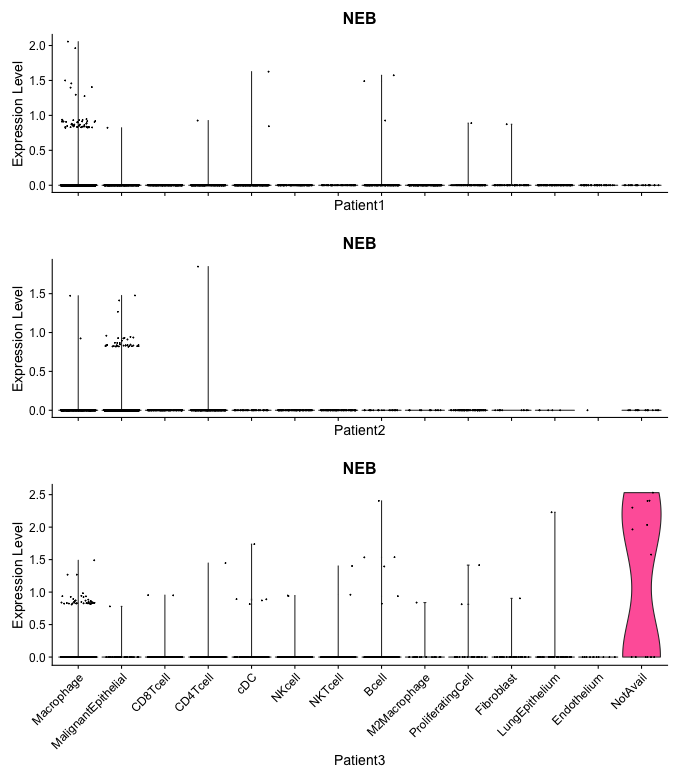 NEB
Expression Level
2.0
1.5
1.0
0.5
0.0
Patient1
NEB
Expression Level
1.5
1.0
0.5
0.0
Patient2
NEB
Expression Level
2.5
2.0
1.5
1.0
0.5
0.0
Macrophage
MalignantEpithelial
CD8Tcell
CD4Tcell
cDC
NKcell
NKTcell
Bcell
M2Macrophage
ProliferatingCell
Fibroblast
LungEpithelium
Endothelium
NotAvail
Patient3